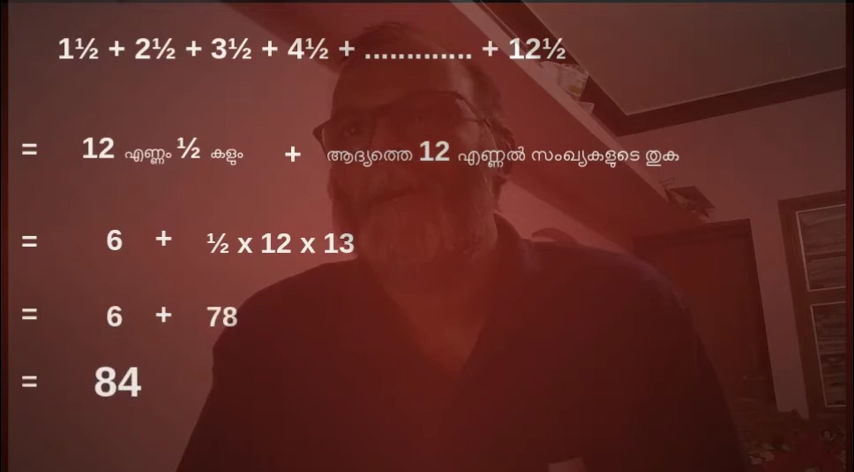 1½ + 2½ + 3½ + 4½ + ............. + 12½
= 12 എണ്ണം ½ കളും + ആദ്യത്തെ 12 എണ്ണൽ സംഖ്യകളുടെ തുക
= 6 + ½ x 12 x 13
= 6 + 78
= 84